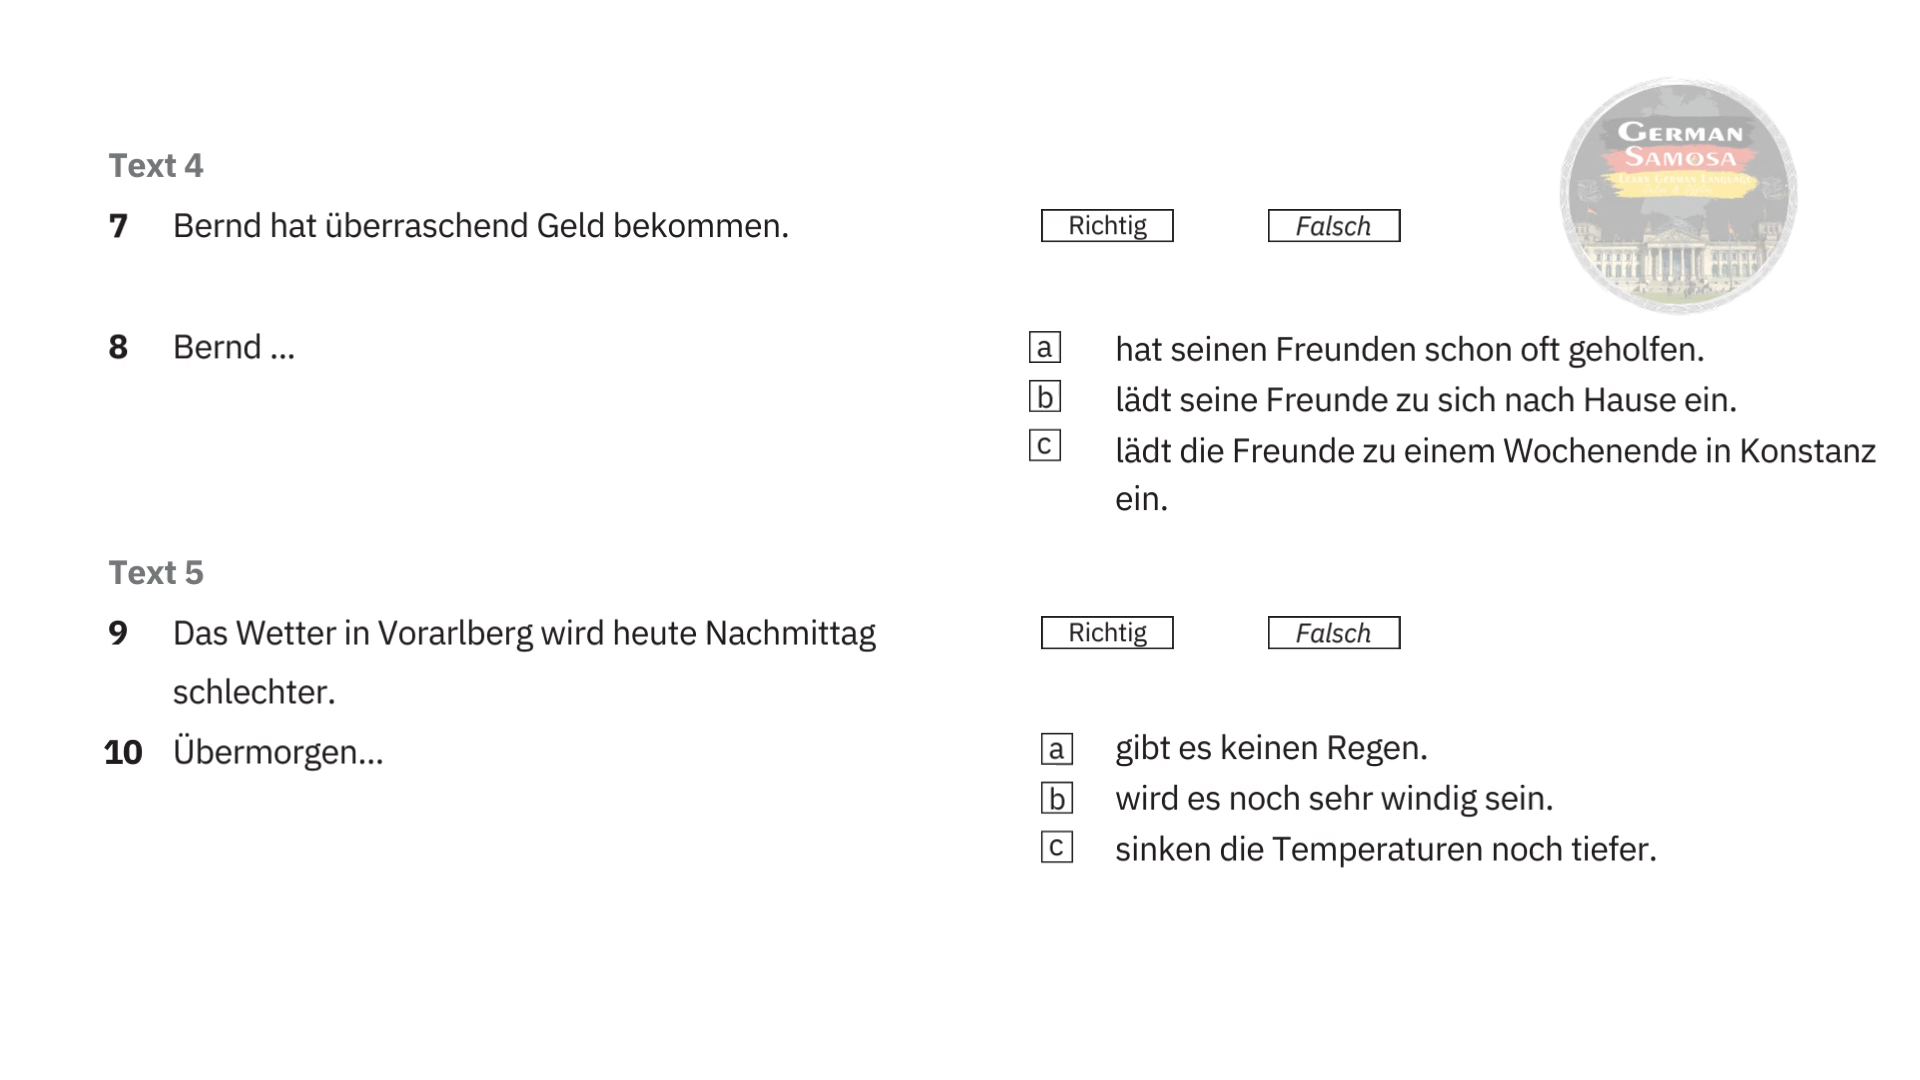 GERMAN
SAMOSA
LEARN GERMAN LANGUAGE
Text 4
7 Bernd hat überraschend Geld bekommen. Richtig Falsch
8 Bernd ... a hat seinen Freunden schon oft geholfen.
b lädt seine Freunde zu sich nach Hause ein.
c lädt die Freunde zu einem Wochenende in Konstanz
ein.
Text 5
9 Das Wetter in Vorarlberg wird heute Nachmittag Richtig Falsch
schlechter.
10 Übermorgen... a gibt es keinen Regen.
b wird es noch sehr windig sein.
c sinken die Temperaturen noch tiefer.